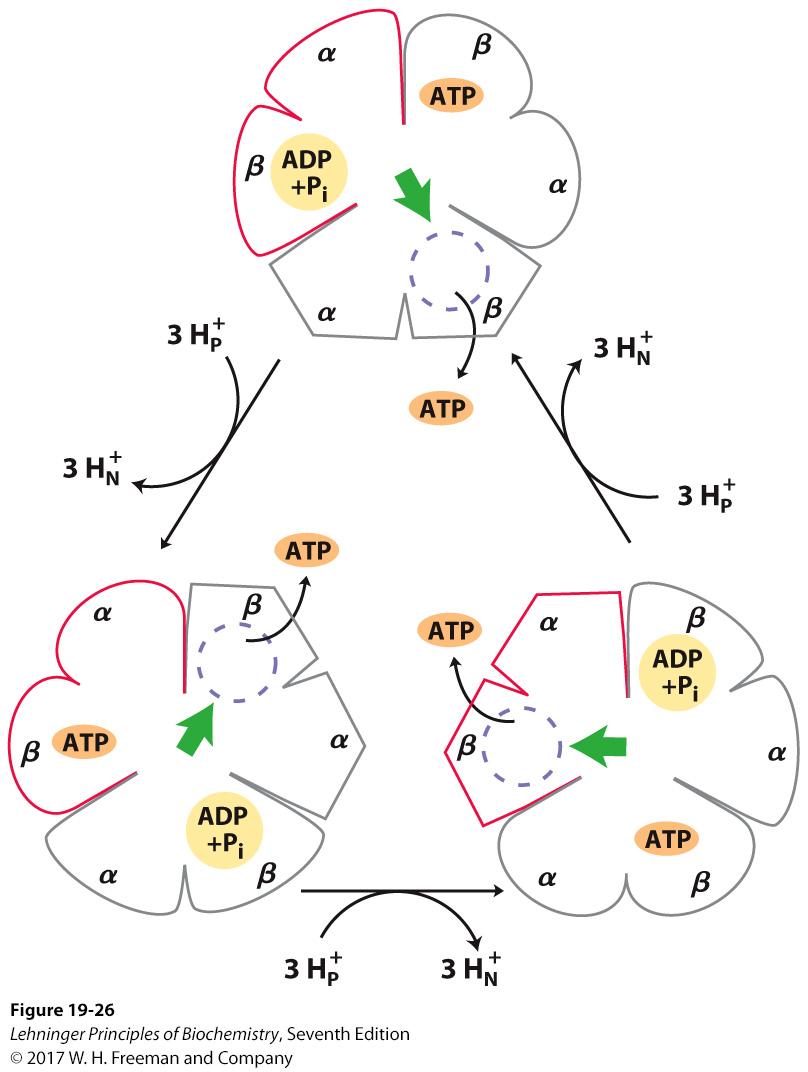 α
β
ATP
β
ADP
+Pi
α
α
β
ATP
3 H⁺P
3 H⁺N
3 H⁺N
3 H⁺P
ATP
α
β
β
ATP
α
ADP
+Pi
α
β
ATP
α
β
ADP
+Pi
β
α
ATP
α
β
3 H⁺P
3 H⁺N
Figure 19-26
Lehninger Principles of Biochemistry, Seventh Edition
© 2017 W. H. Freeman and Company